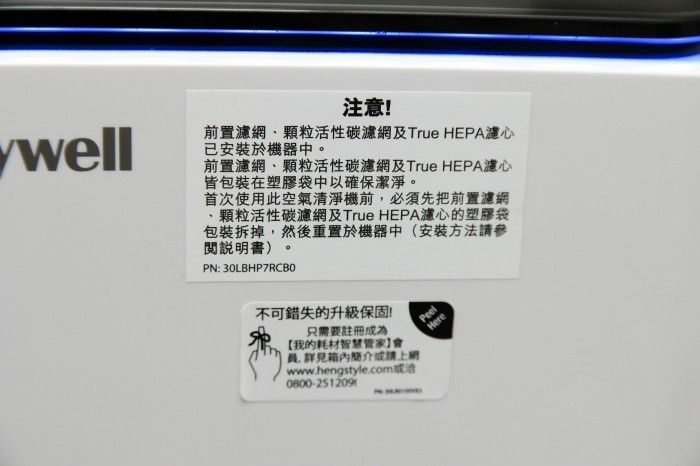 ywell
注意!
前置濾網、顆粒活性碳濾網及True HEPA濾心
已安裝於機器中。
前置濾網、顆粒活性碳濾網及True HEPA濾心
皆包裝在塑膠袋中以確保潔淨。
首次使用此空氣清淨機前，必須先把前置濾網
、顆粒活性碳濾網及True HEPA濾心的塑膠袋
包裝拆掉，然後重置於機器中（安裝方法請參
閱說明書）。
PN: 30LBHP7RCB0
不可錯失的升級保固!
Peel
Here
只需要註冊成為
【我的耗材智慧管家】會
員, 詳見箱內簡介或請上網
www.hengstyle.com或洽
0800-251209!